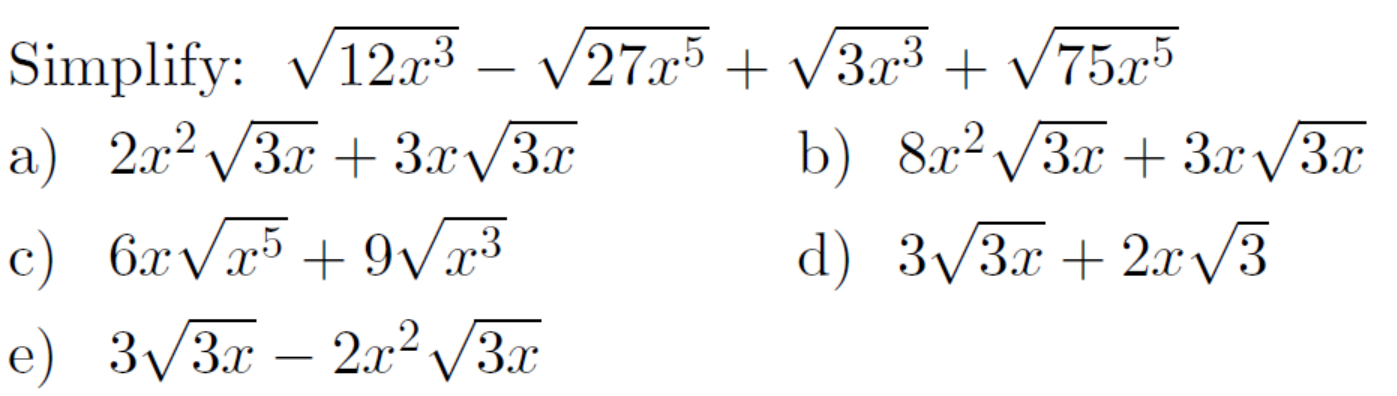 Simplify: √(12x³) − √(27x⁵) + √(3x³) + √(75x⁵)
a) 2x²√(3x) + 3x√(3x) b) 8x²√(3x) + 3x√(3x)
c) 6x√(x⁵) + 9√(x³) d) 3√(3x) + 2x√3
e) 3√(3x) − 2x²√(3x)